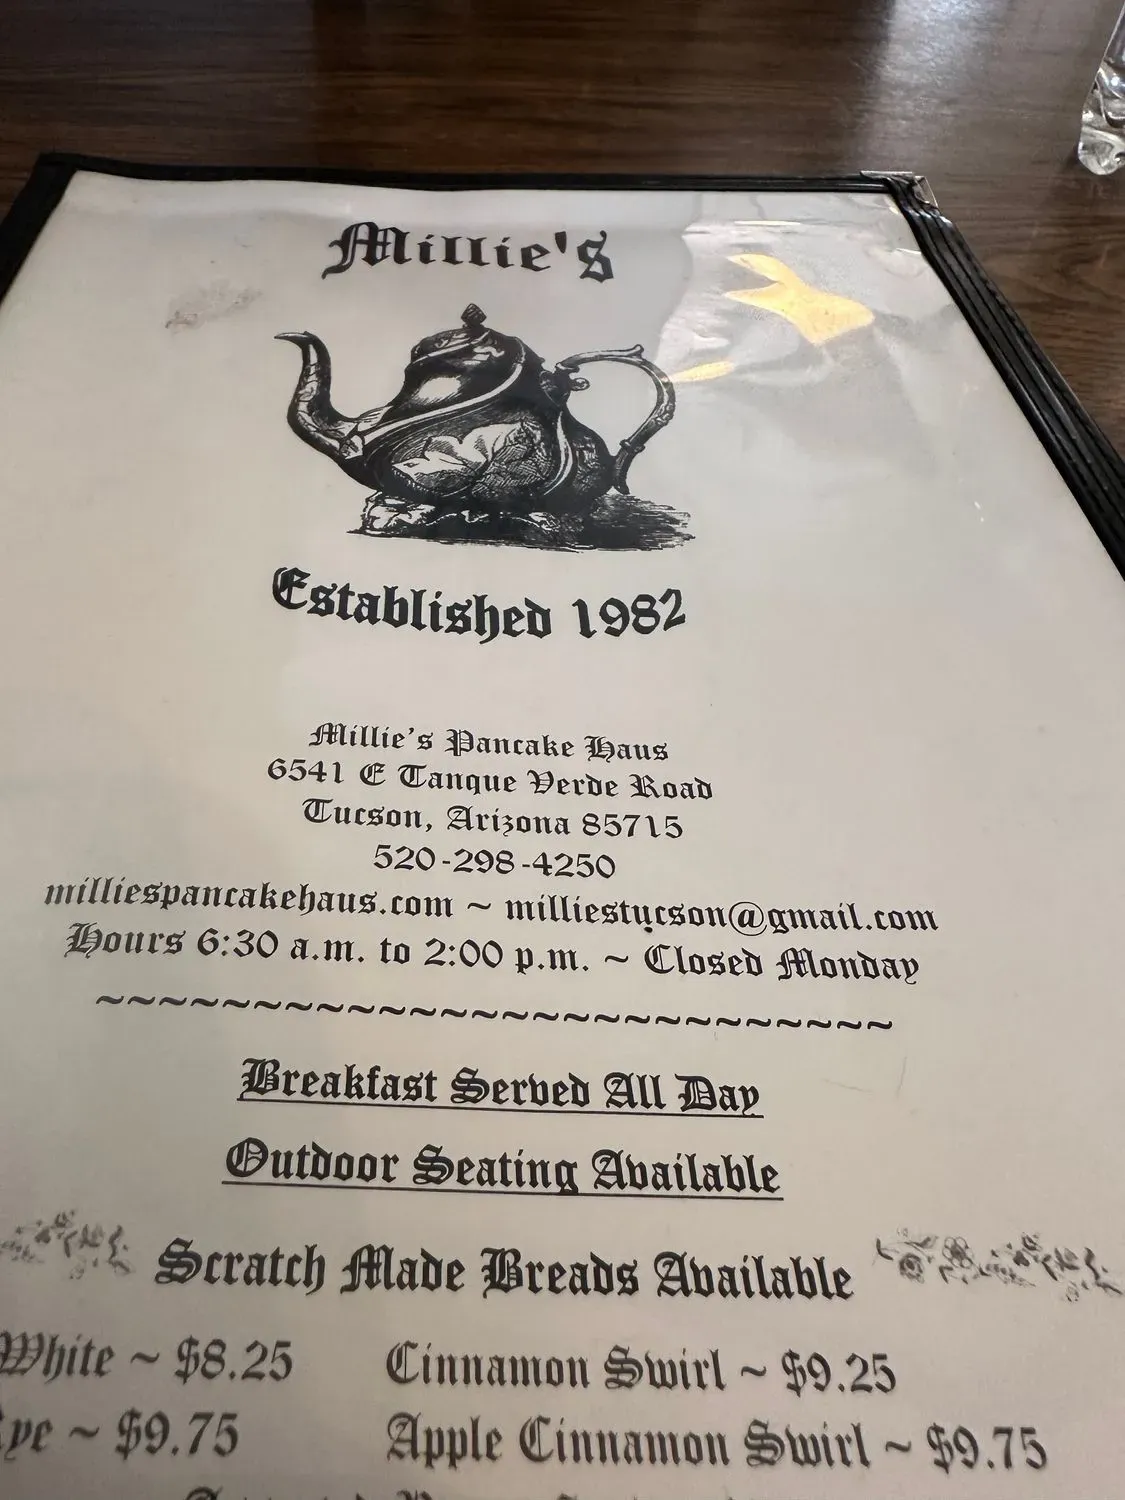 Millie's
Established 1982
Millie's Pancake Haus
6541 E Tanque Verde Road
Tucson, Arizona 85715
520-298-4250
milliespancakehaus.com ~ milliestucson@gmail.com
Hours 6:30 a.m. to 2:00 p.m. ~ Closed Monday
~~~~~~~~~~~~~~~~~~~~~~~~~
Breakfast Served All Day
Outdoor Seating Available
Scratch Made Breads Available
White ~ $8.25 Cinnamon Swirl ~ $9.25
Rye ~ $9.75 Apple Cinnamon Swirl ~ $9.75